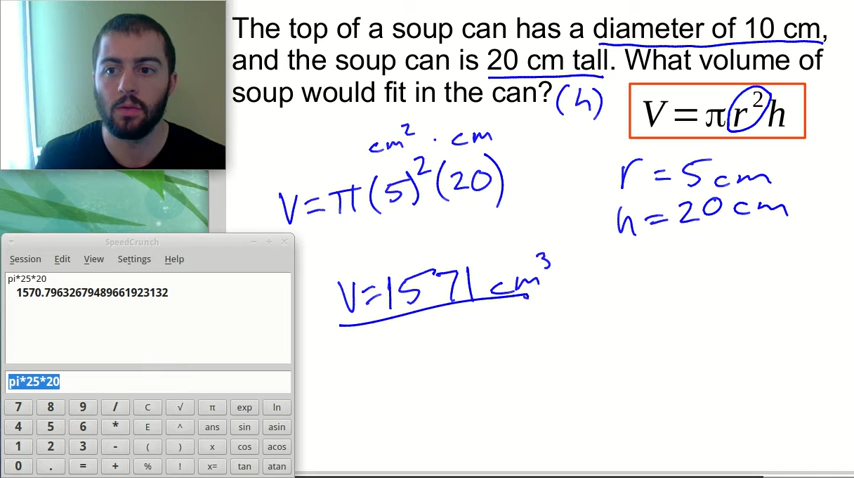 The top of a soup can has a diameter of 10 cm,
and the soup can is 20 cm tall. What volume of
soup would fit in the can? (h)
V = πr²h
cm² · cm
V = π(5)²(20)
r = 5 cm
h = 20 cm
V = 1571 cm³
SpeedCrunch
Session Edit View Settings Help
pi*25*20
1570.79632679489661923132
pi*25*20
7 8 9 / C √ π exp ln
4 5 6 * E ^ ans sin asin
1 2 3 - ( ) x cos acos
0 . = + % ! x= tan atan